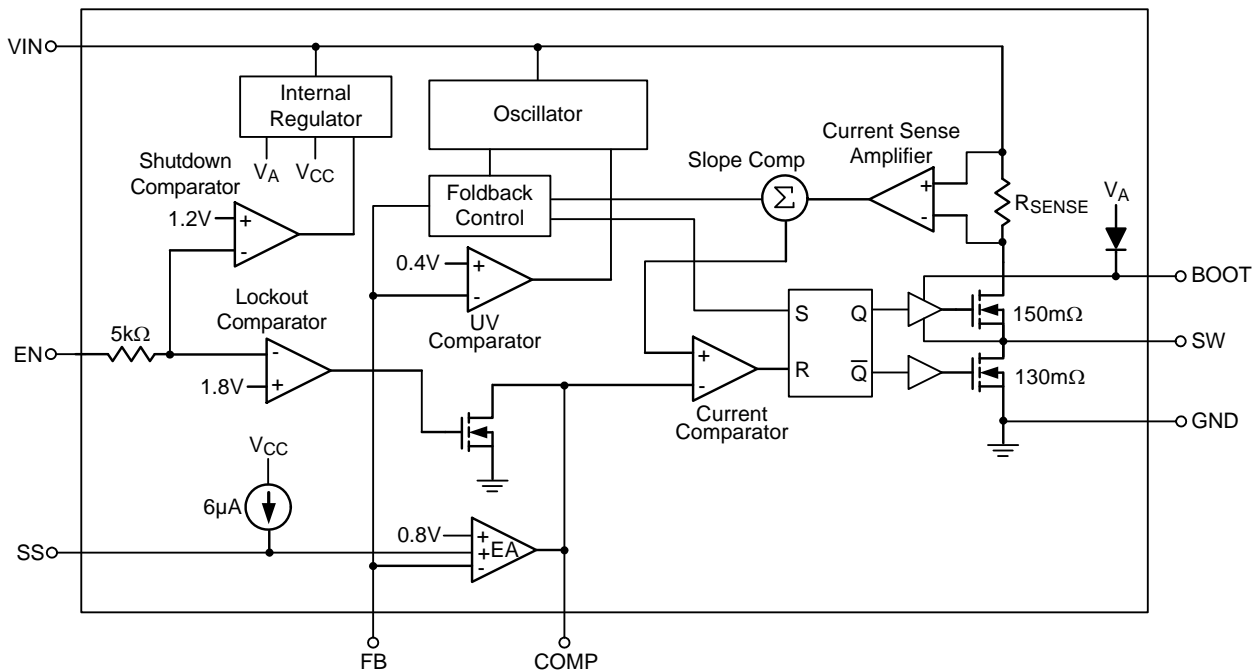 VIN
Internal
Regulator
Oscillator
Current Sense
Amplifier
Shutdown
Comparator
VA
VCC
Slope Comp
Foldback
Control
Σ
+
-
RSENSE
VA
1.2V
+
-
0.4V
+
-
BOOT
Lockout
Comparator
UV
Comparator
S
Q
150mΩ
5kΩ
EN
SW
-
+
1.8V
+
-
R
Q̅
130mΩ
Current
Comparator
GND
VCC
6µA
0.8V
+
+
-
EA
SS
FB
COMP